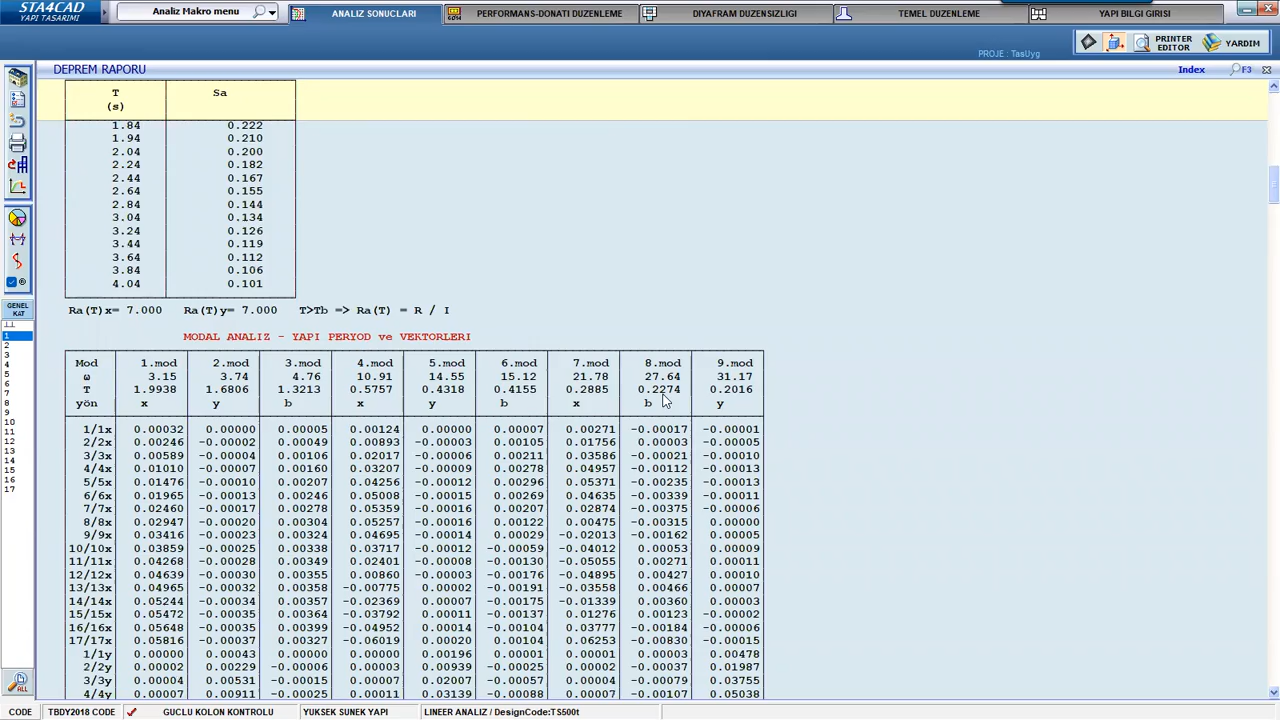 STA4CAD
YAPI TASARIMI
Analiz Makro menu
ANALIZ SONUCLARI
PERFORMANS-DONATI DUZENLEME
DIYAFRAM DUZENSIZLIGI
TEMEL DUZENLEME
YAPI BILGI GIRISI
PROJE : TasUyg
PRINTER EDITOR
YARDIM
DEPREM RAPORU
Index
F3
T Sa
(s)
1.84 0.222
1.94 0.210
2.04 0.200
2.24 0.182
2.44 0.167
2.64 0.155
2.84 0.144
3.04 0.134
3.24 0.126
3.44 0.119
3.64 0.112
3.84 0.106
4.04 0.101
Ra(T)x= 7.000 Ra(T)y= 7.000 T>Tb => Ra(T) = R / I
MODAL ANALIZ - YAPI PERYOD ve VEKTORLERI
Mod 1.mod 2.mod 3.mod 4.mod 5.mod 6.mod 7.mod 8.mod 9.mod
ω 3.15 3.74 4.76 10.91 14.55 15.12 21.78 27.64 31.17
T 1.9938 1.6806 1.3213 0.5757 0.4318 0.4155 0.2885 0.2274 0.2016
yön x y b x y b x b y
1/1x 0.00032 0.00000 0.00005 0.00124 0.00000 0.00007 0.00271 -0.00017 -0.00001
2/2x 0.00246 -0.00002 0.00049 0.00893 -0.00003 0.00105 0.01756 0.00003 -0.00005
3/3x 0.00589 -0.00004 0.00106 0.02017 -0.00006 0.00211 0.03586 -0.00021 -0.00010
4/4x 0.01010 -0.00007 0.00160 0.03207 -0.00009 0.00278 0.04957 -0.00112 -0.00013
5/5x 0.01476 -0.00010 0.00207 0.04256 -0.00012 0.00296 0.05371 -0.00235 -0.00013
6/6x 0.01965 -0.00013 0.00246 0.05008 -0.00015 0.00269 0.04635 -0.00339 -0.00011
7/7x 0.02460 -0.00017 0.00278 0.05359 -0.00016 0.00207 0.02874 -0.00375 -0.00006
8/8x 0.02947 -0.00020 0.00304 0.05257 -0.00016 0.00122 0.00475 -0.00315 0.00000
9/9x 0.03416 -0.00023 0.00324 0.04695 -0.00014 0.00029 -0.02013 -0.00162 0.00005
10/10x 0.03859 -0.00025 0.00338 0.03717 -0.00012 -0.00059 -0.04012 0.00053 0.00009
11/11x 0.04268 -0.00028 0.00349 0.02401 -0.00008 -0.00130 -0.05055 0.00271 0.00011
12/12x 0.04639 -0.00030 0.00355 0.00860 -0.00003 -0.00176 -0.04895 0.00427 0.00010
13/13x 0.04965 -0.00032 0.00358 -0.00775 0.00002 -0.00191 -0.03558 0.00466 0.00007
14/14x 0.05244 -0.00034 0.00357 -0.02369 0.00007 -0.00175 -0.01339 0.00360 0.00003
15/15x 0.05472 -0.00035 0.00364 -0.03792 0.00011 -0.00137 0.01276 0.00123 -0.00002
16/16x 0.05648 -0.00035 0.00399 -0.04952 0.00014 -0.00104 0.03777 -0.00184 -0.00006
17/17x 0.05816 -0.00037 0.00327 -0.06019 0.00020 0.00104 0.06253 -0.00830 -0.00015
1/1y 0.00000 0.00043 0.00000 0.00000 0.00196 0.00001 0.00001 0.00003 0.00478
2/2y 0.00002 0.00229 -0.00006 0.00003 0.00939 -0.00025 0.00002 -0.00037 0.01987
3/3y 0.00004 0.00531 -0.00015 0.00007 0.02007 -0.00057 0.00004 -0.00079 0.03755
4/4y 0.00007 0.00911 -0.00025 0.00011 0.03139 -0.00088 0.00007 -0.00107 0.05038
GENEL
KAT
1
2
3
4
5
6
7
8
9
10
11
12
13
14
15
16
17
ALL
CODE TBDY2018 CODE GUCLU KOLON KONTROLU YUKSEK SUNEK YAPI LINEER ANALIZ / DesignCode:TS500t